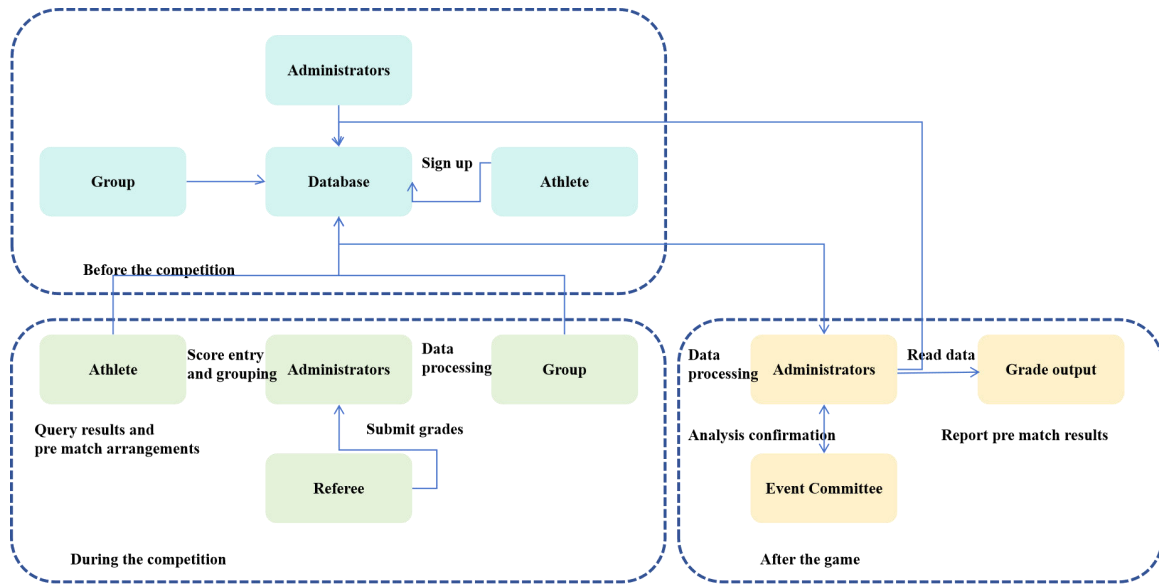 Administrators
Sign up
Group
Database
Athlete
Before the competition
Athlete
Score entry
and grouping
Administrators
Data
processing
Group
Query results and
pre match arrangements
Submit grades
Referee
During the competition
Data
processing
Administrators
Read data
Grade output
Analysis confirmation
Report pre match results
Event Committee
After the game